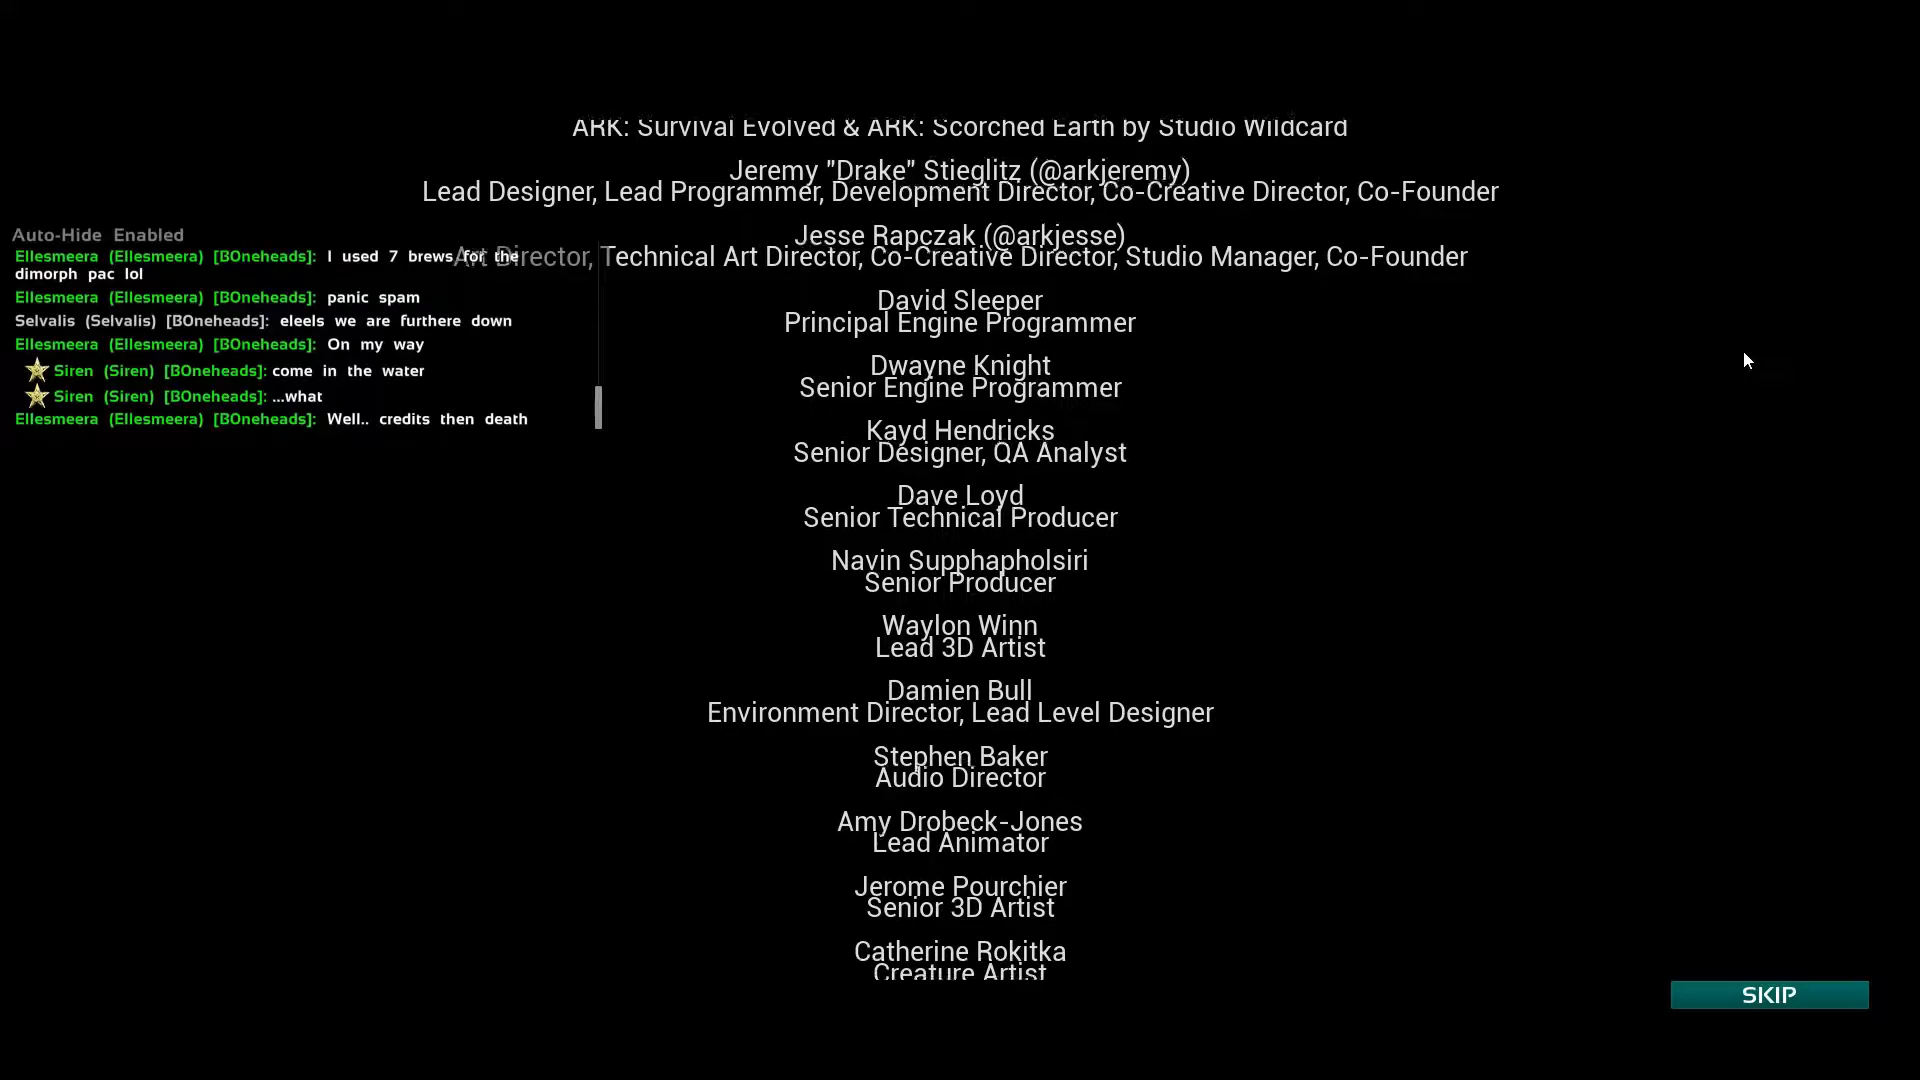 ARK: Survival Evolved & ARK: Scorched Earth by Studio Wildcard
Jeremy "Drake" Stieglitz (@arkjeremy)
Lead Designer, Lead Programmer, Development Director, Co-Creative Director, Co-Founder
Jesse Rapczak (@arkjesse)
Art Director, Technical Art Director, Co-Creative Director, Studio Manager, Co-Founder
David Sleeper
Principal Engine Programmer
Dwayne Knight
Senior Engine Programmer
Kayd Hendricks
Senior Designer, QA Analyst
Dave Loyd
Senior Technical Producer
Navin Supphapholsiri
Senior Producer
Waylon Winn
Lead 3D Artist
Damien Bull
Environment Director, Lead Level Designer
Stephen Baker
Audio Director
Amy Drobeck-Jones
Lead Animator
Jerome Pourchier
Senior 3D Artist
Catherine Rokitka
Creature Artist
Auto-Hide Enabled
Ellesmeera (Ellesmeera) [BOneheads]: I used 7 brews for the
dimorph pac lol
Ellesmeera (Ellesmeera) [BOneheads]: panic spam
Selvalis (Selvalis) [BOneheads]: eleels we are furthere down
Ellesmeera (Ellesmeera) [BOneheads]: On my way
Siren (Siren) [BOneheads]: come in the water
Siren (Siren) [BOneheads]: ...what
Ellesmeera (Ellesmeera) [BOneheads]: Well.. credits then death
SKIP